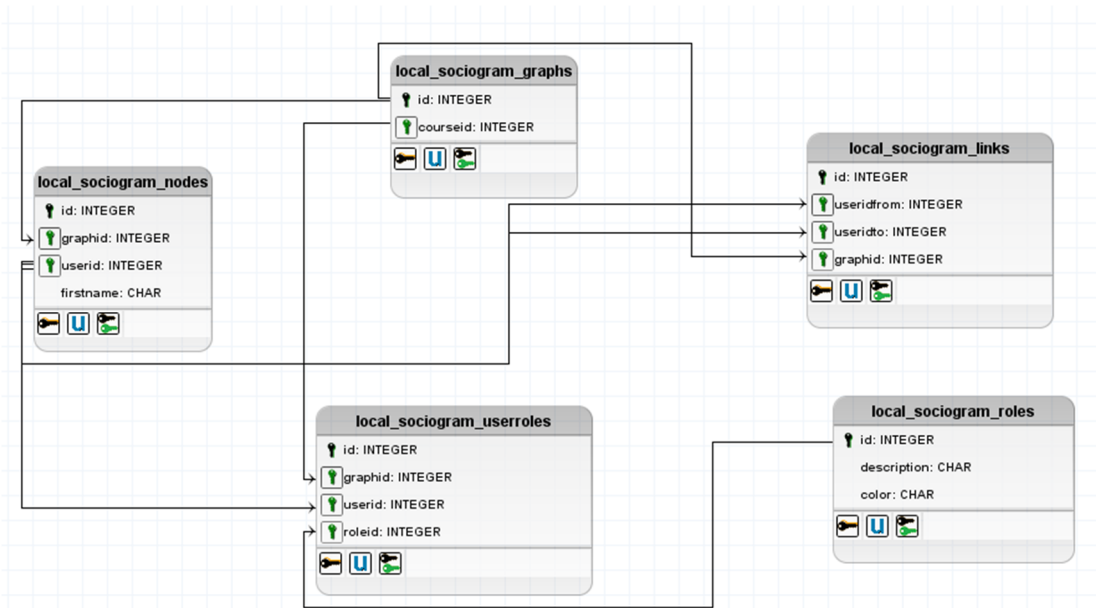 local_sociogram_graphs
id: INTEGER
courseid: INTEGER
U
local_sociogram_links
id: INTEGER
useridfrom: INTEGER
useridto: INTEGER
graphid: INTEGER
U
local_sociogram_nodes
id: INTEGER
graphid: INTEGER
userid: INTEGER
firstname: CHAR
U
local_sociogram_userroles
id: INTEGER
graphid: INTEGER
userid: INTEGER
roleid: INTEGER
U
local_sociogram_roles
id: INTEGER
description: CHAR
color: CHAR
U